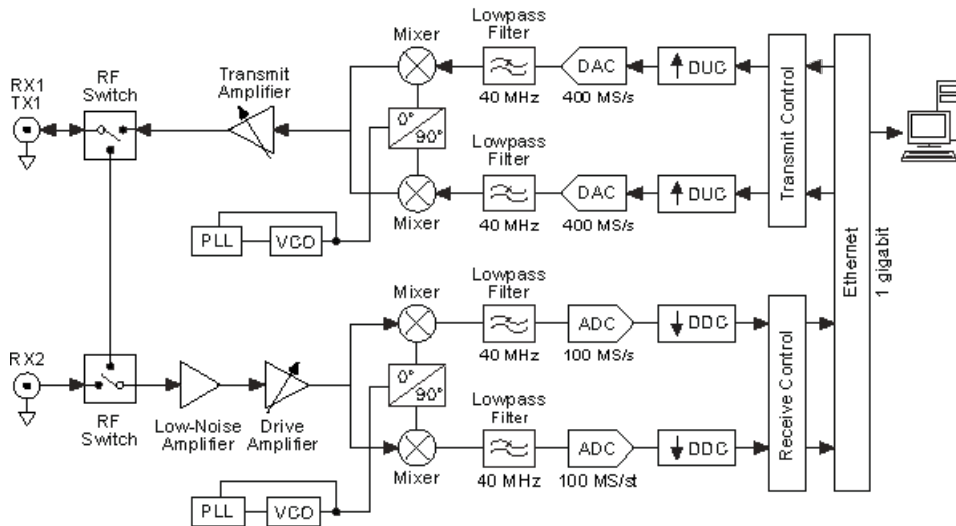 RX1
TX1
RF
Switch
Transmit
Amplifier
Mixer
Lowpass
Filter
40 MHz
DAC
400 MS/s
DUC
0°
90°
Lowpass
Filter
40 MHz
DAC
400 MS/s
DUC
Mixer
PLL
VCO
Transmit Control
Ethernet
1 gigabit
RX2
RF
Switch
Low-Noise
Amplifier
Drive
Amplifier
Mixer
Lowpass
Filter
40 MHz
ADC
100 MS/s
DDC
0°
90°
Lowpass
Filter
40 MHz
ADC
100 MS/st
DDC
Mixer
PLL
VCO
Receive Control